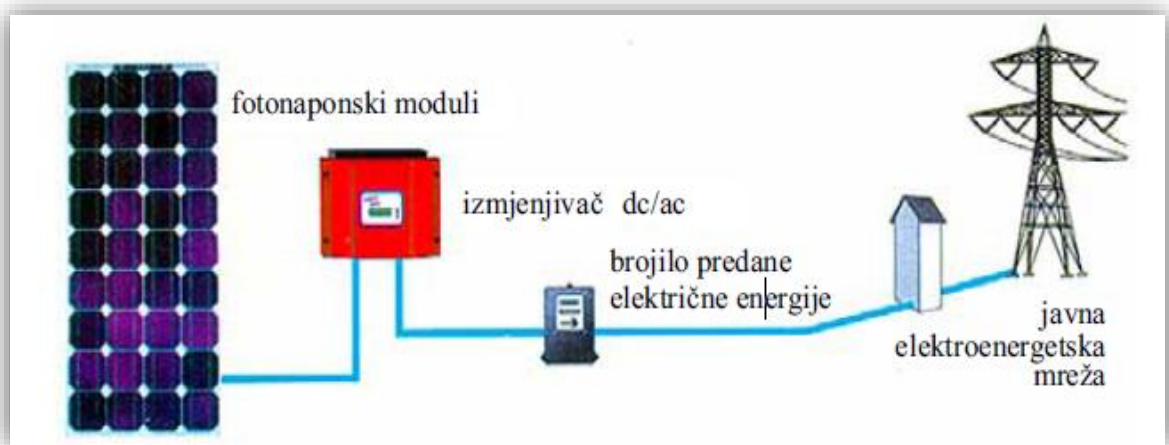 fotonaponski moduli
izmjenjivač dc/ac
brojilo predane
električne energije
javna
elektroenergetska
mreža